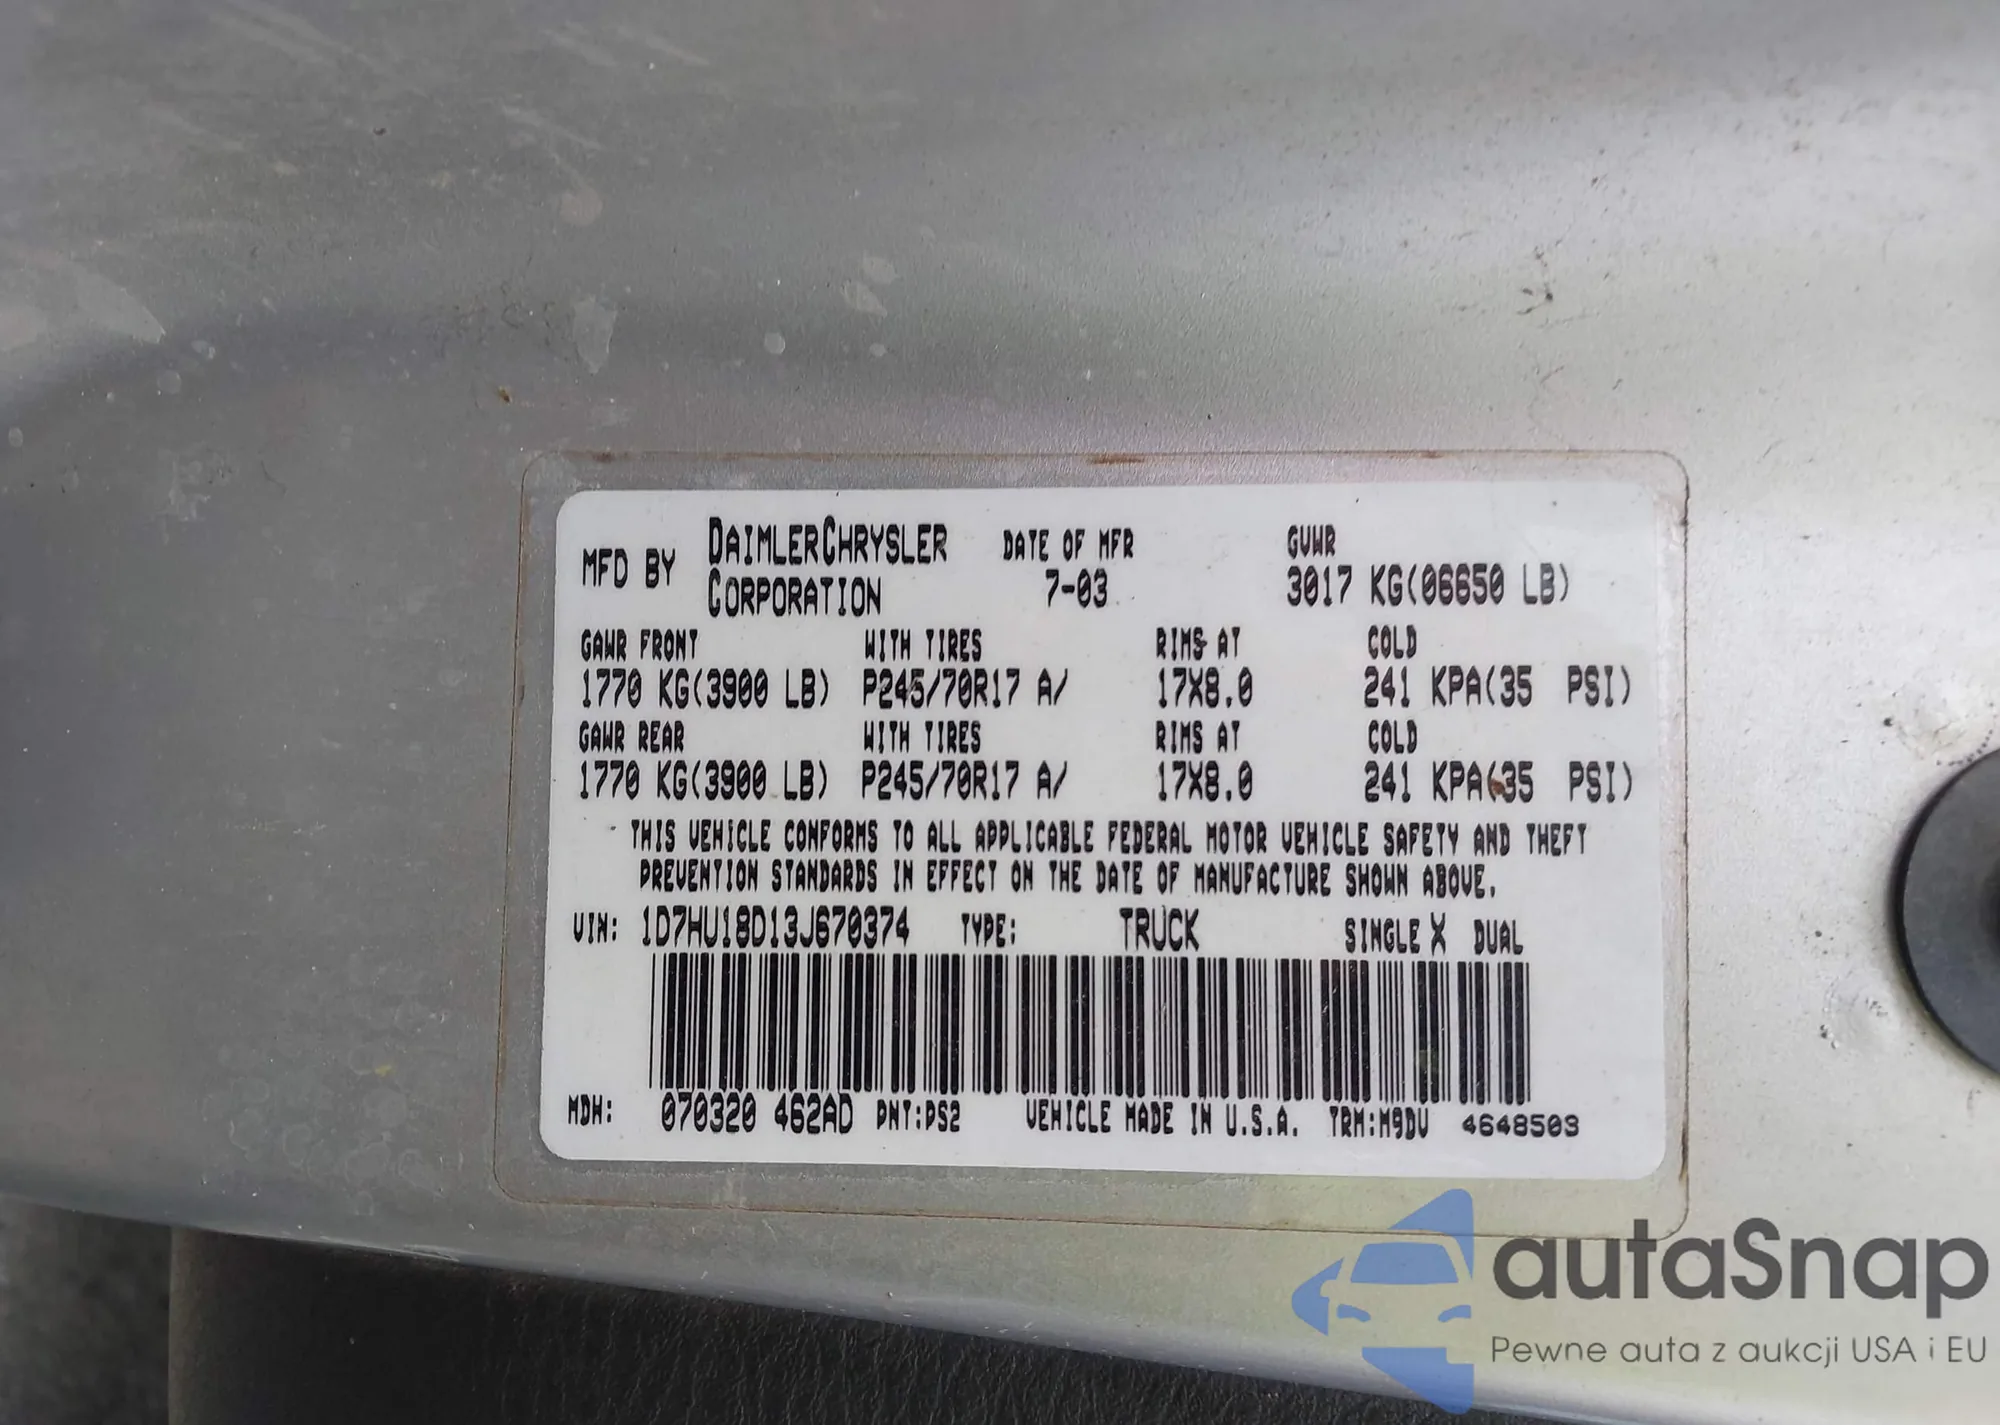 MFD BY DAIMLERCHRYSLER CORPORATION DATE OF MFR 7-03 GVWR 3017 KG(06650 LB)
GAWR FRONT WITH TIRES RIMS AT COLD
1770 KG(3900 LB) P245/70R17 A/ 17X8.0 241 KPA(35 PSI)
GAWR REAR WITH TIRES RIMS AT COLD
1770 KG(3900 LB) P245/70R17 A/ 17X8.0 241 KPA(35 PSI)
THIS VEHICLE CONFORMS TO ALL APPLICABLE FEDERAL MOTOR VEHICLE SAFETY AND THEFT
PREVENTION STANDARDS IN EFFECT ON THE DATE OF MANUFACTURE SHOWN ABOVE.
VIN: 1D7HU18D13J670374 TYPE: TRUCK SINGLE X DUAL
MDH: 070320 462AD PNT:PS2 VEHICLE MADE IN U.S.A. TRM:M9DV 4648503
autaSnap
Pewne auta z aukcji USA i EU